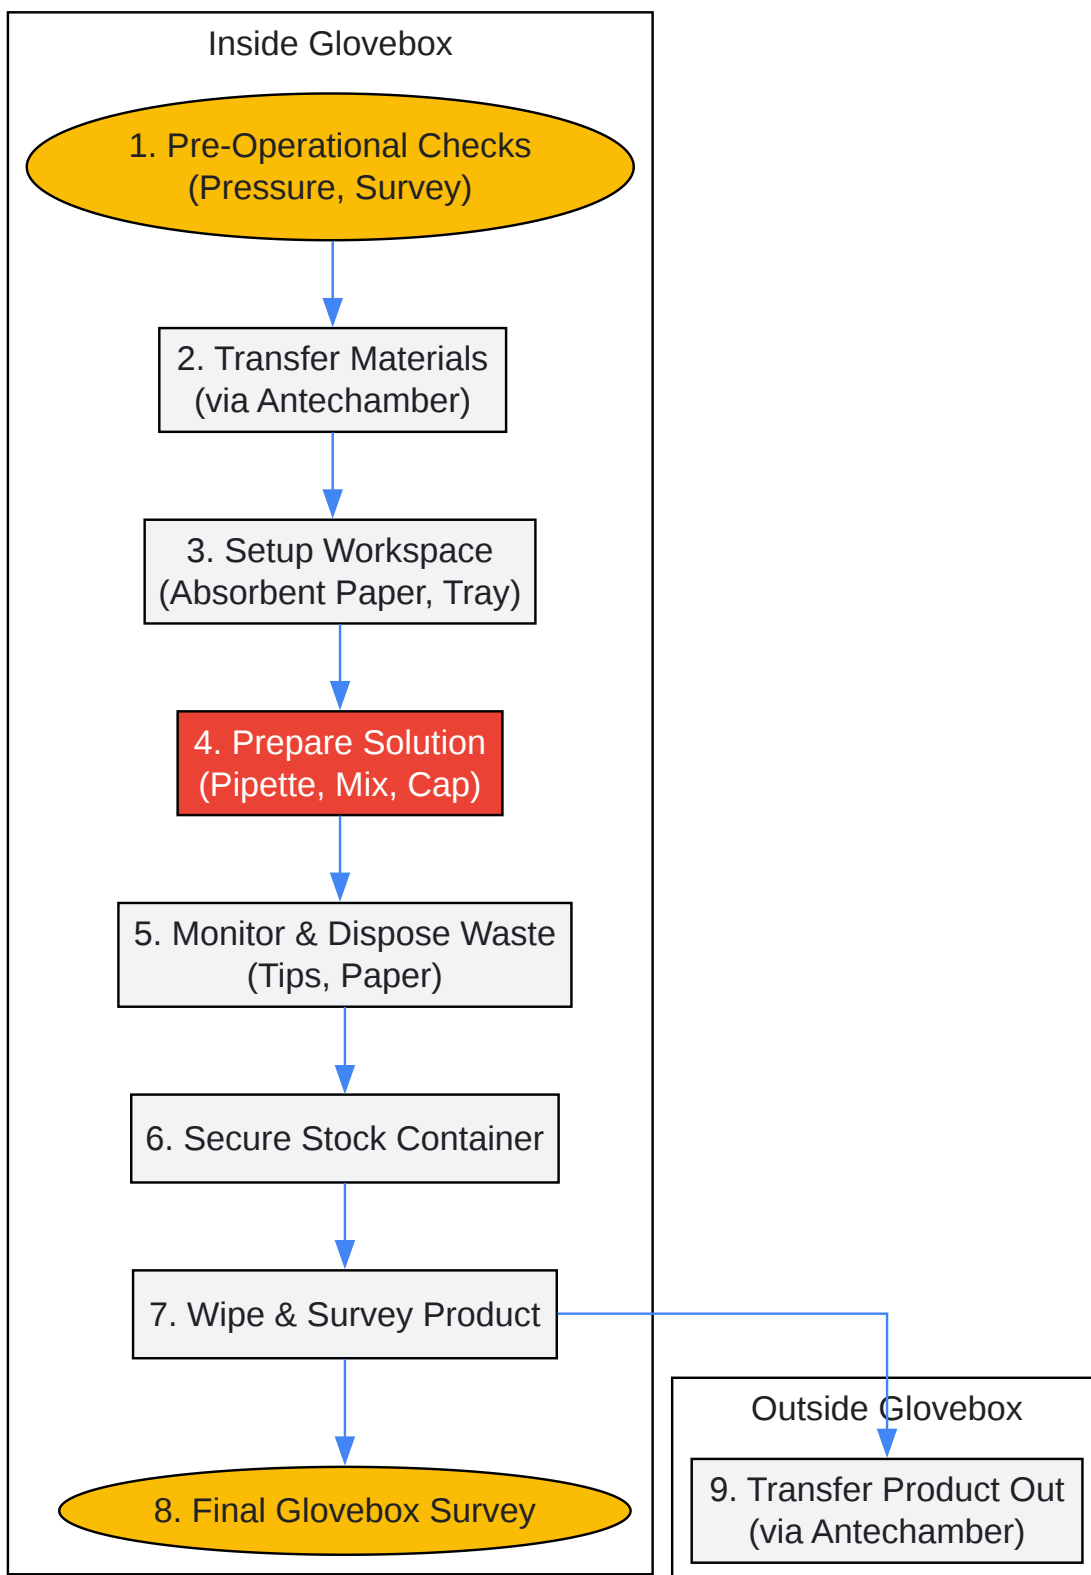 Inside Glovebox
1. Pre-Operational Checks
(Pressure, Survey)
2. Transfer Materials
(via Antechamber)
3. Setup Workspace
(Absorbent Paper, Tray)
4. Prepare Solution
(Pipette, Mix, Cap)
5. Monitor & Dispose Waste
(Tips, Paper)
6. Secure Stock Container
7. Wipe & Survey Product
8. Final Glovebox Survey
Outside Glovebox
9. Transfer Product Out
(via Antechamber)